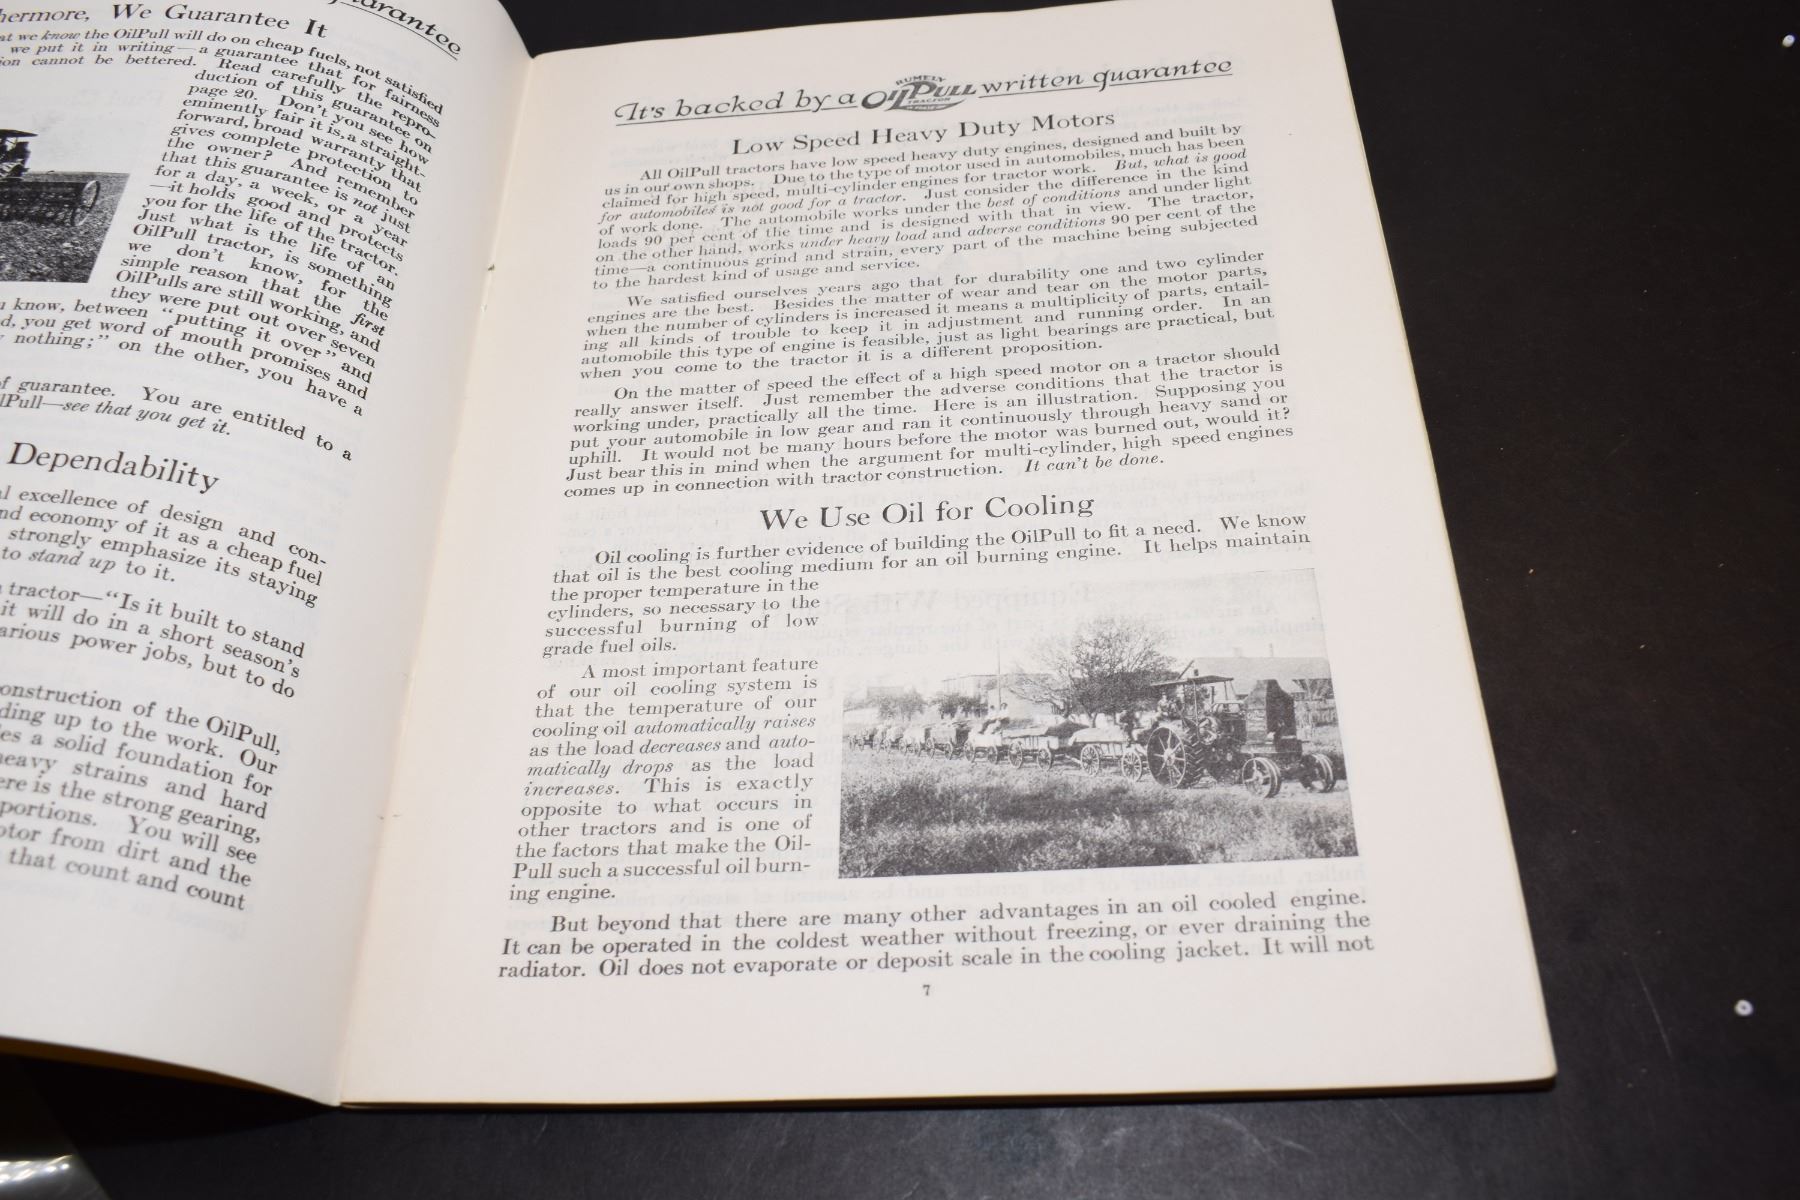 guarantee
hermore, We Guarantee It
at we know the OilPull will do on cheap fuels, not satisfied
we put it in writing—a guarantee that for fairness
ion cannot be bettered. Read carefully the repro-
duction of this guarantee on
page 20. Don't you see how
eminently fair it is, a straight-
forward, broad warranty that
gives complete protection to
the owner? And remember
that this guarantee is not just
for a day, a week, or a year
—it holds good and protects
you for the life of the tractor.
Just what is the life of an
OilPull tractor, is something
we don't know, for the
simple reason that the first
OilPulls are still working, and
they were put out over seven
know, between "putting it over" and
d, you get word of mouth promises and
nothing;" on the other, you have a
f guarantee. You are entitled to a
lPull—see that you get it.
Dependability
al excellence of design and con-
nd economy of it as a cheap fuel
strongly emphasize its staying
to stand up to it.
tractor—"Is it built to stand
it will do in a short season's
arious power jobs, but to do
onstruction of the OilPull,
ding up to the work. Our
es a solid foundation for
heavy strains and hard
ere is the strong gearing,
portions. You will see
otor from dirt and the
that count and count
It's backed by a RUMELY OILPULL TRACTOR written guarantee
Low Speed Heavy Duty Motors
All OilPull tractors have low speed heavy duty engines, designed and built by
us in our own shops. Due to the type of motor used in automobiles, much has been
claimed for high speed, multi-cylinder engines for tractor work. But, what is good
for automobiles is not good for a tractor. Just consider the difference in the kind
of work done. The automobile works under the best of conditions and under light
loads 90 per cent of the time and is designed with that in view. The tractor,
on the other hand, works under heavy load and adverse conditions 90 per cent of the
time—a continuous grind and strain, every part of the machine being subjected
to the hardest kind of usage and service.
We satisfied ourselves years ago that for durability one and two cylinder
engines are the best. Besides the matter of wear and tear on the motor parts,
when the number of cylinders is increased it means a multiplicity of parts, entail-
ing all kinds of trouble to keep it in adjustment and running order. In an
automobile this type of engine is feasible, just as light bearings are practical, but
when you come to the tractor it is a different proposition.
On the matter of speed the effect of a high speed motor on a tractor should
really answer itself. Just remember the adverse conditions that the tractor is
working under, practically all the time. Here is an illustration. Supposing you
put your automobile in low gear and ran it continuously through heavy sand or
uphill. It would not be many hours before the motor was burned out, would it?
Just bear this in mind when the argument for multi-cylinder, high speed engines
comes up in connection with tractor construction. It can't be done.
We Use Oil for Cooling
Oil cooling is further evidence of building the OilPull to fit a need. We know
that oil is the best cooling medium for an oil burning engine. It helps maintain
the proper temperature in the
cylinders, so necessary to the
successful burning of low
grade fuel oils.
A most important feature
of our oil cooling system is
that the temperature of our
cooling oil automatically raises
as the load decreases and auto-
matically drops as the load
increases. This is exactly
opposite to what occurs in
other tractors and is one of
the factors that make the Oil-
Pull such a successful oil burn-
ing engine.
But beyond that there are many other advantages in an oil cooled engine.
It can be operated in the coldest weather without freezing, or ever draining the
radiator. Oil does not evaporate or deposit scale in the cooling jacket. It will not
7